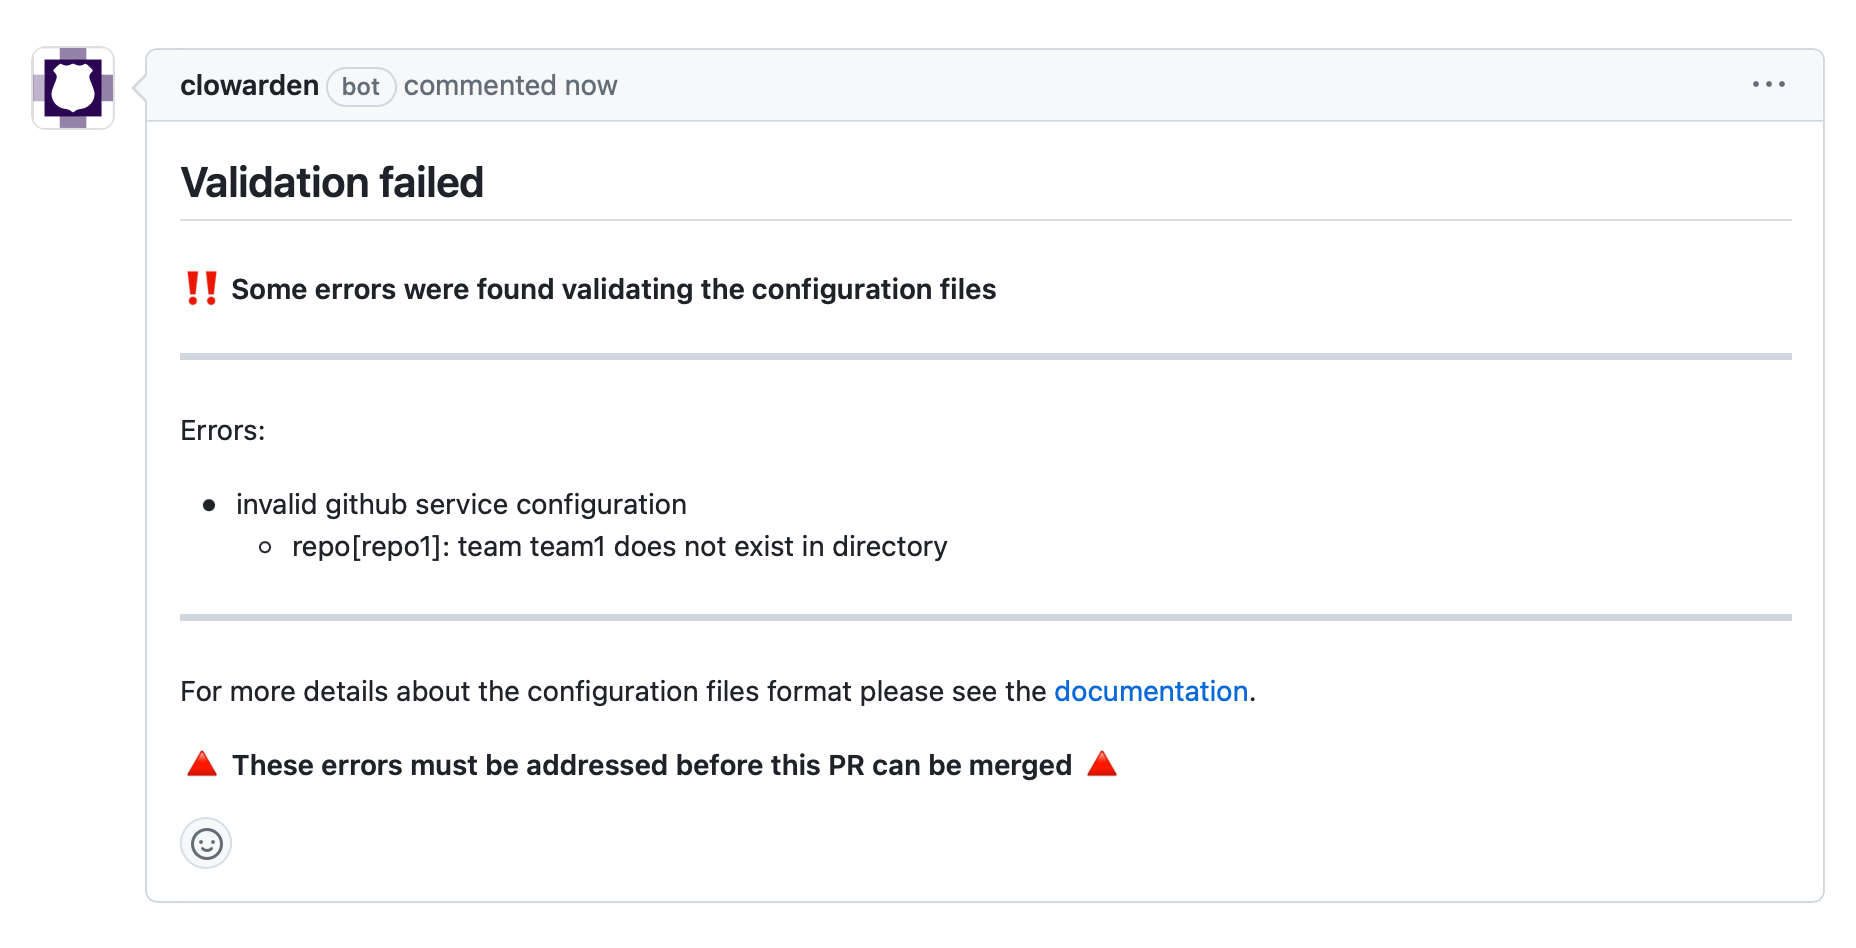 clowarden bot commented now
Validation failed
‼️ Some errors were found validating the configuration files
Errors:
• invalid github service configuration
◦ repo[repo1]: team team1 does not exist in directory
For more details about the configuration files format please see the documentation.
🔺 These errors must be addressed before this PR can be merged 🔺